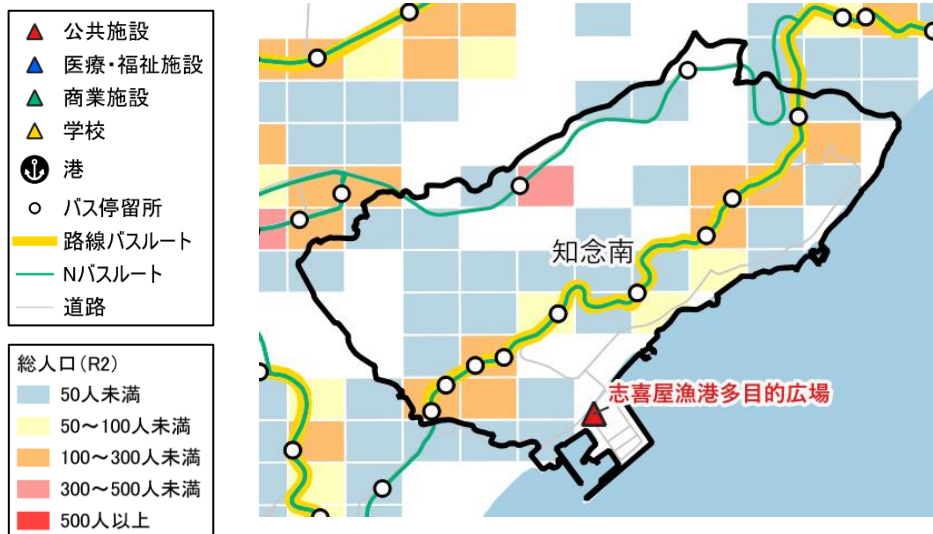 公共施設
医療・福祉施設
商業施設
学校
港
バス停留所
路線バスルート
Nバスルート
道路
総人口（R2）
50人未満
50～100人未満
100～300人未満
300～500人未満
500人以上
知念南
志喜屋漁港多目的広場